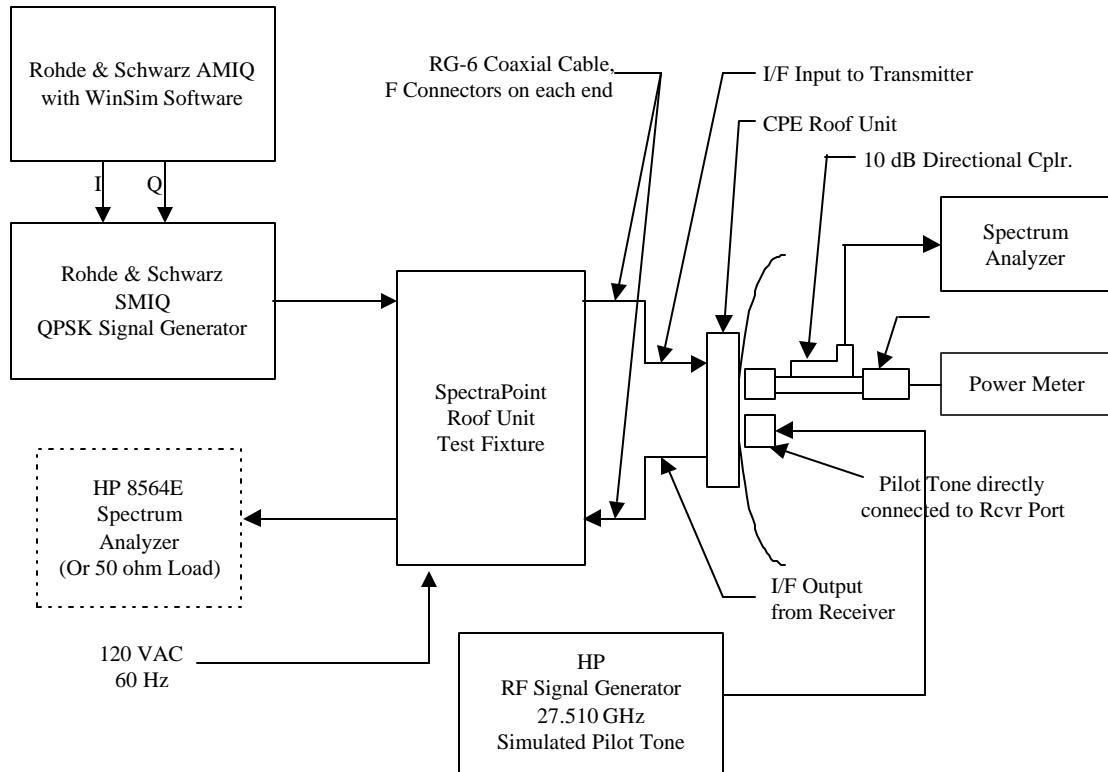 Rohde & Schwarz AMIQ
with WinSim Software
I
Q
Rohde & Schwarz
SMIQ
QPSK Signal Generator
RG-6 Coaxial Cable,
F Connectors on each end
I/F Input to Transmitter
CPE Roof Unit
10 dB Directional Cplr.
Spectrum
Analyzer
Power Meter
SpectraPoint
Roof Unit
Test Fixture
HP 8564E
Spectrum
Analyzer
(Or 50 ohm Load)
Pilot Tone directly
connected to Rcvr Port
I/F Output
from Receiver
120 VAC
60 Hz
HP
RF Signal Generator
27.510 GHz
Simulated Pilot Tone